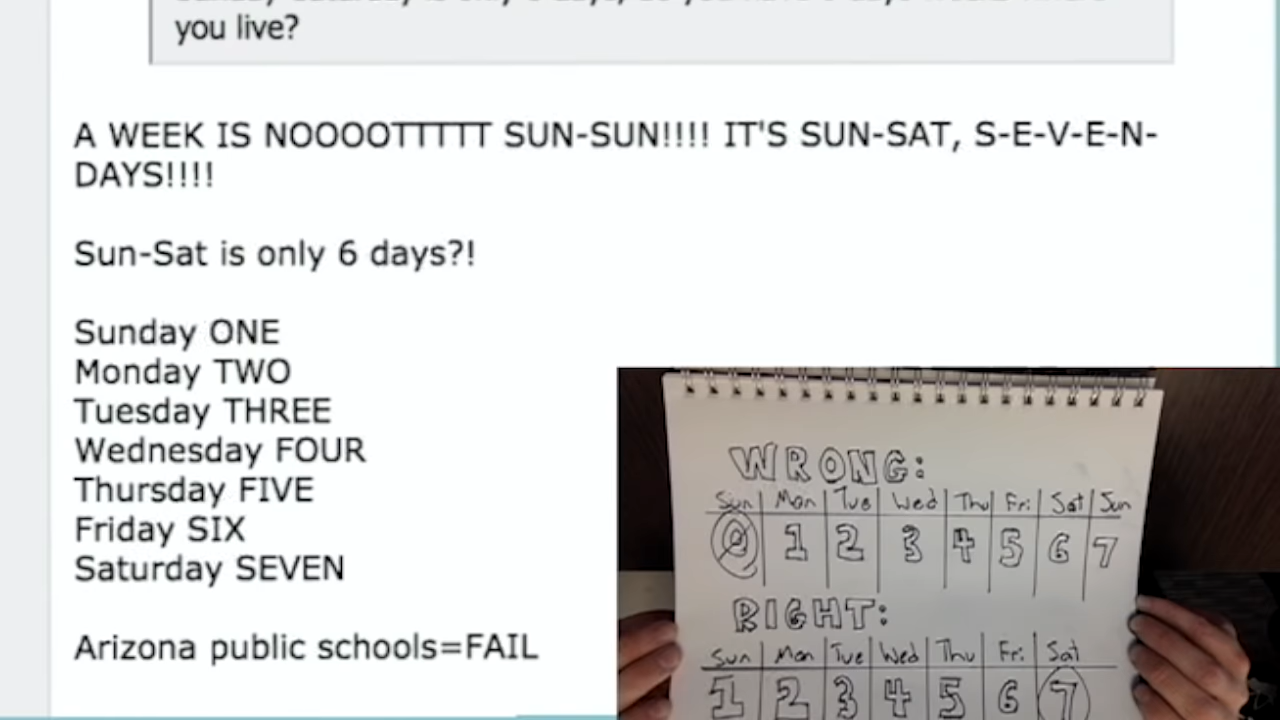 you live?
A WEEK IS NOOOOTTTTT SUN-SUN!!!! IT'S SUN-SAT, S-E-V-E-N-
DAYS!!!!
Sun-Sat is only 6 days?!
Sunday ONE
Monday TWO
Tuesday THREE
Wednesday FOUR
Thursday FIVE
Friday SIX
Saturday SEVEN
Arizona public schools=FAIL
WRONG:
Sun Mon Tue Wed Thu Fri Sat Sun
0 1 2 3 4 5 6 7
RIGHT:
Sun Mon Tue Wed Thu Fri Sat
1 2 3 4 5 6 7